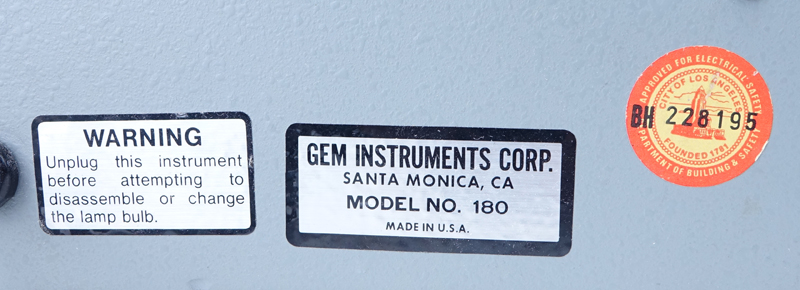 WARNING
Unplug this instrument
before attempting to
disassemble or change
the lamp bulb.
GEM INSTRUMENTS CORP.
SANTA MONICA, CA
MODEL NO. 180
MADE IN U.S.A.
APPROVED FOR ELECTRICAL SAFETY
CITY OF LOS ANGELES
BH 228195
FOUNDED 1781
PARTMENT OF BUILDING & SAFETY